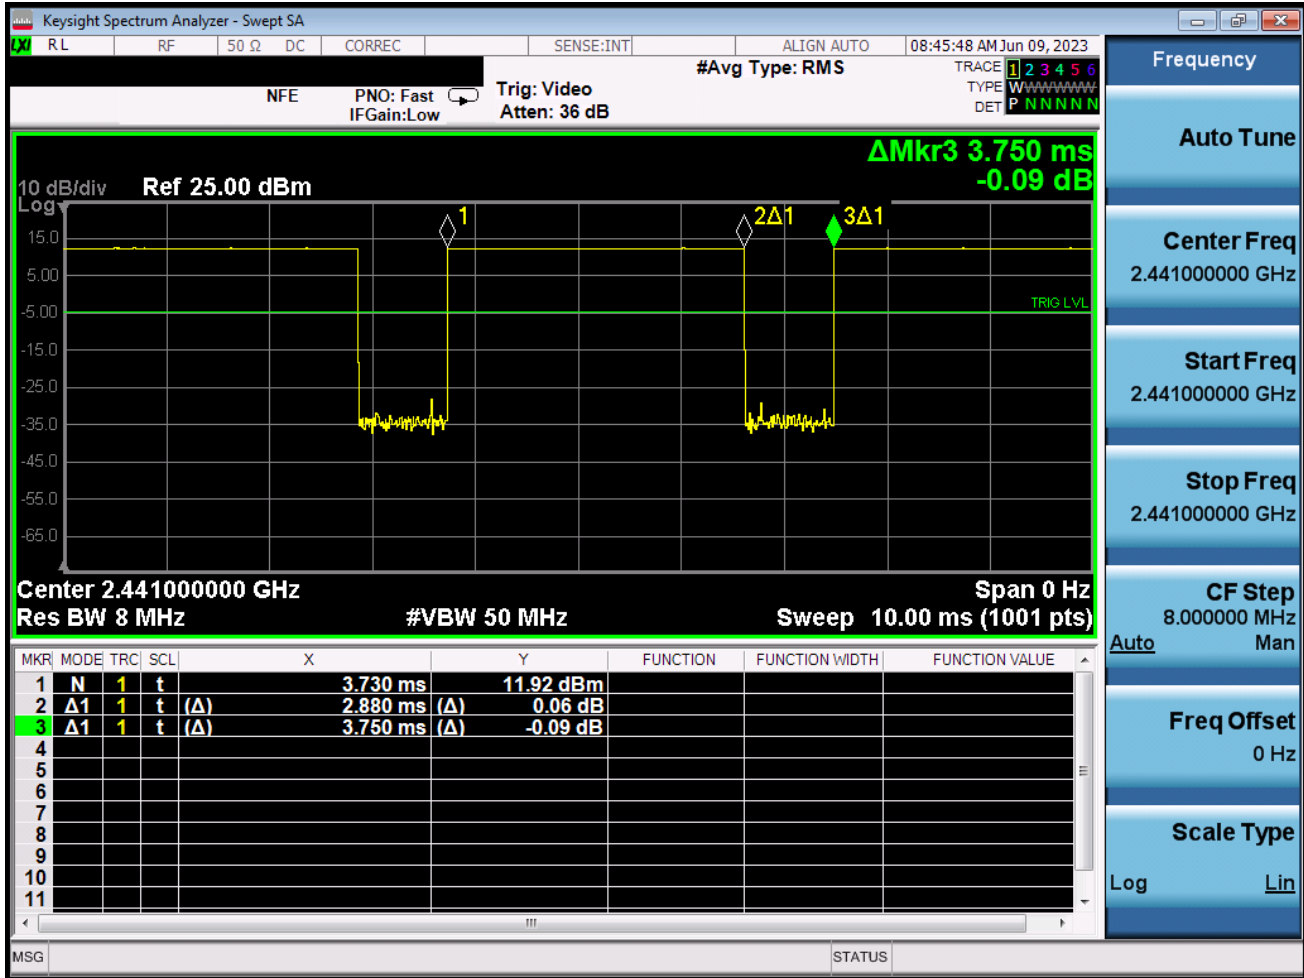 Keysight Spectrum Analyzer - Swept SA
LXI RL RF 50 Ω DC CORREC SENSE:INT ALIGN AUTO 08:45:48 AM Jun 09, 2023
NFE PNO: Fast Trig: Video #Avg Type: RMS TRACE 1 2 3 4 5 6
IFGain:Low Atten: 36 dB TYPE WWWWWW
DET P N N N N N
ΔMkr3 3.750 ms
-0.09 dB
10 dB/div Ref 25.00 dBm
Log
1 2Δ1 3Δ1
15.0
5.00
-5.00
TRIG LVL
-15.0
-25.0
-35.0
-45.0
-55.0
-65.0
Center 2.441000000 GHz Span 0 Hz
Res BW 8 MHz #VBW 50 MHz Sweep 10.00 ms (1001 pts)
MKR MODE TRC SCL X Y FUNCTION FUNCTION WIDTH FUNCTION VALUE
1 N 1 t 3.730 ms 11.92 dBm
2 Δ1 1 t (Δ) 2.880 ms (Δ) 0.06 dB
3 Δ1 1 t (Δ) 3.750 ms (Δ) -0.09 dB
4
5
6
7
8
9
10
11
MSG STATUS
Frequency
Auto Tune
Center Freq
2.441000000 GHz
Start Freq
2.441000000 GHz
Stop Freq
2.441000000 GHz
CF Step
8.000000 MHz
Auto Man
Freq Offset
0 Hz
Scale Type
Log Lin